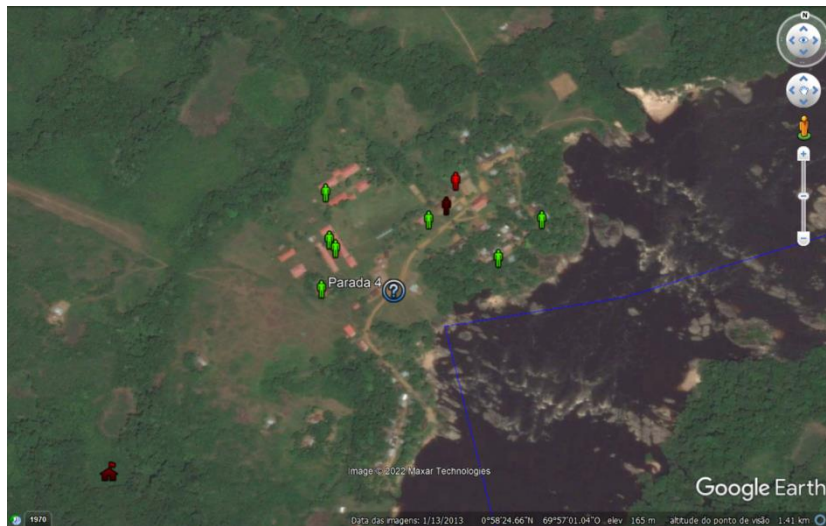 N
Parada 4
Image © 2022 Maxar Technologies
Google Earth
1970
Data das imagens: 1/13/2013 0°58'24.66"N 69°57'01.04"O elev 165 m altitude do ponto de visão 1.41 km